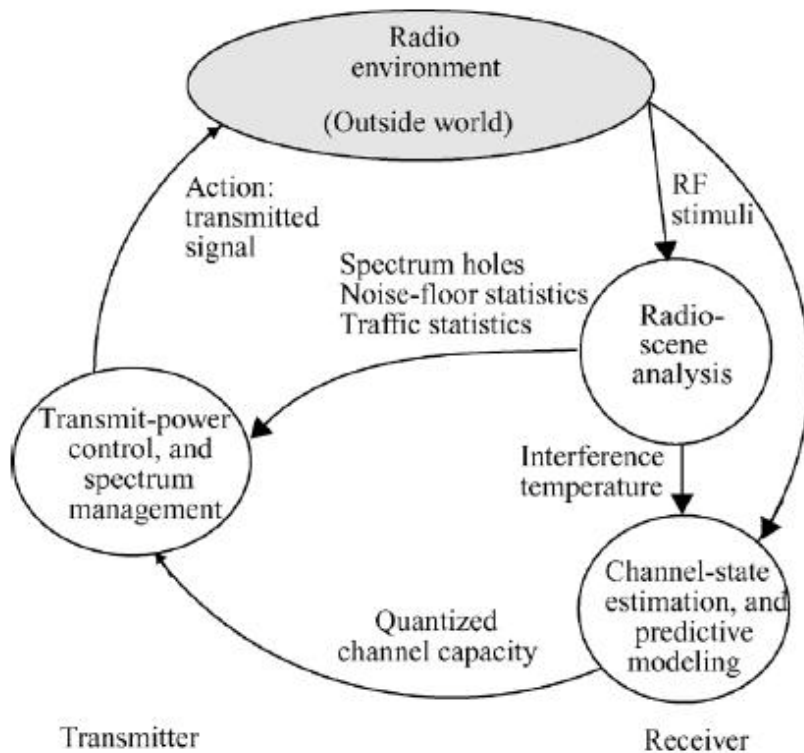 Radio
environment
(Outside world)
Action:
transmitted
signal
RF
stimuli
Spectrum holes
Noise-floor statistics
Traffic statistics
Radio-
scene
analysis
Transmit-power
control, and
spectrum
management
Interference
temperature
Channel-state
estimation, and
predictive
modeling
Quantized
channel capacity
Transmitter
Receiver